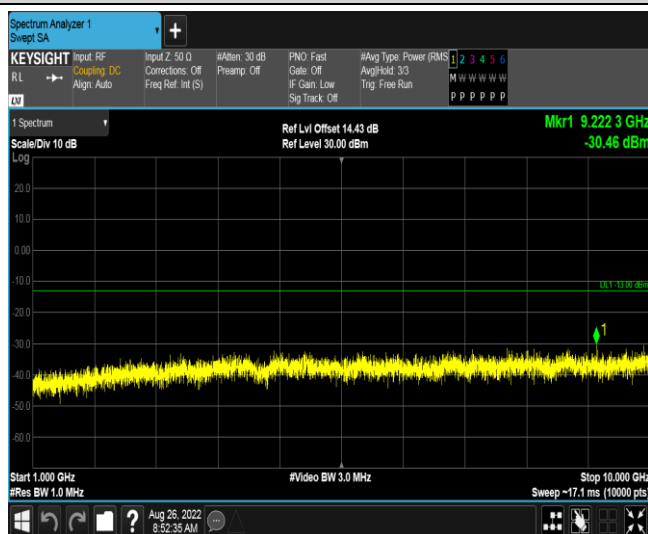 Spectrum Analyzer 1
Swept SA
+
KEYSIGHT Input: RF Input Z: 50 Ω #Atten: 30 dB PNO: Fast #Avg Type: Power (RMS 1 2 3 4 5 6
RL Coupling: DC Corrections: Off Preamp: Off Gate: Off Avg|Hold: 3/3 M W W W W W
Align: Auto Freq Ref: Int (S) IF Gain: Low Trig: Free Run
Sig Track: Off P P P P P P
LXI
1 Spectrum Ref Lvl Offset 14.43 dB Mkr1 9.222 3 GHz
Scale/Div 10 dB Ref Level 30.00 dBm -30.46 dBm
Log
20.0
10.0
0.00
-10.0
DL1 -13.00 dBm
-20.0
-30.0
1
-40.0
-50.0
-60.0
Start 1.000 GHz #Video BW 3.0 MHz Stop 10.000 GHz
#Res BW 1.0 MHz Sweep ~17.1 ms (10000 pts)
? Aug 26, 2022
8:52:35 AM